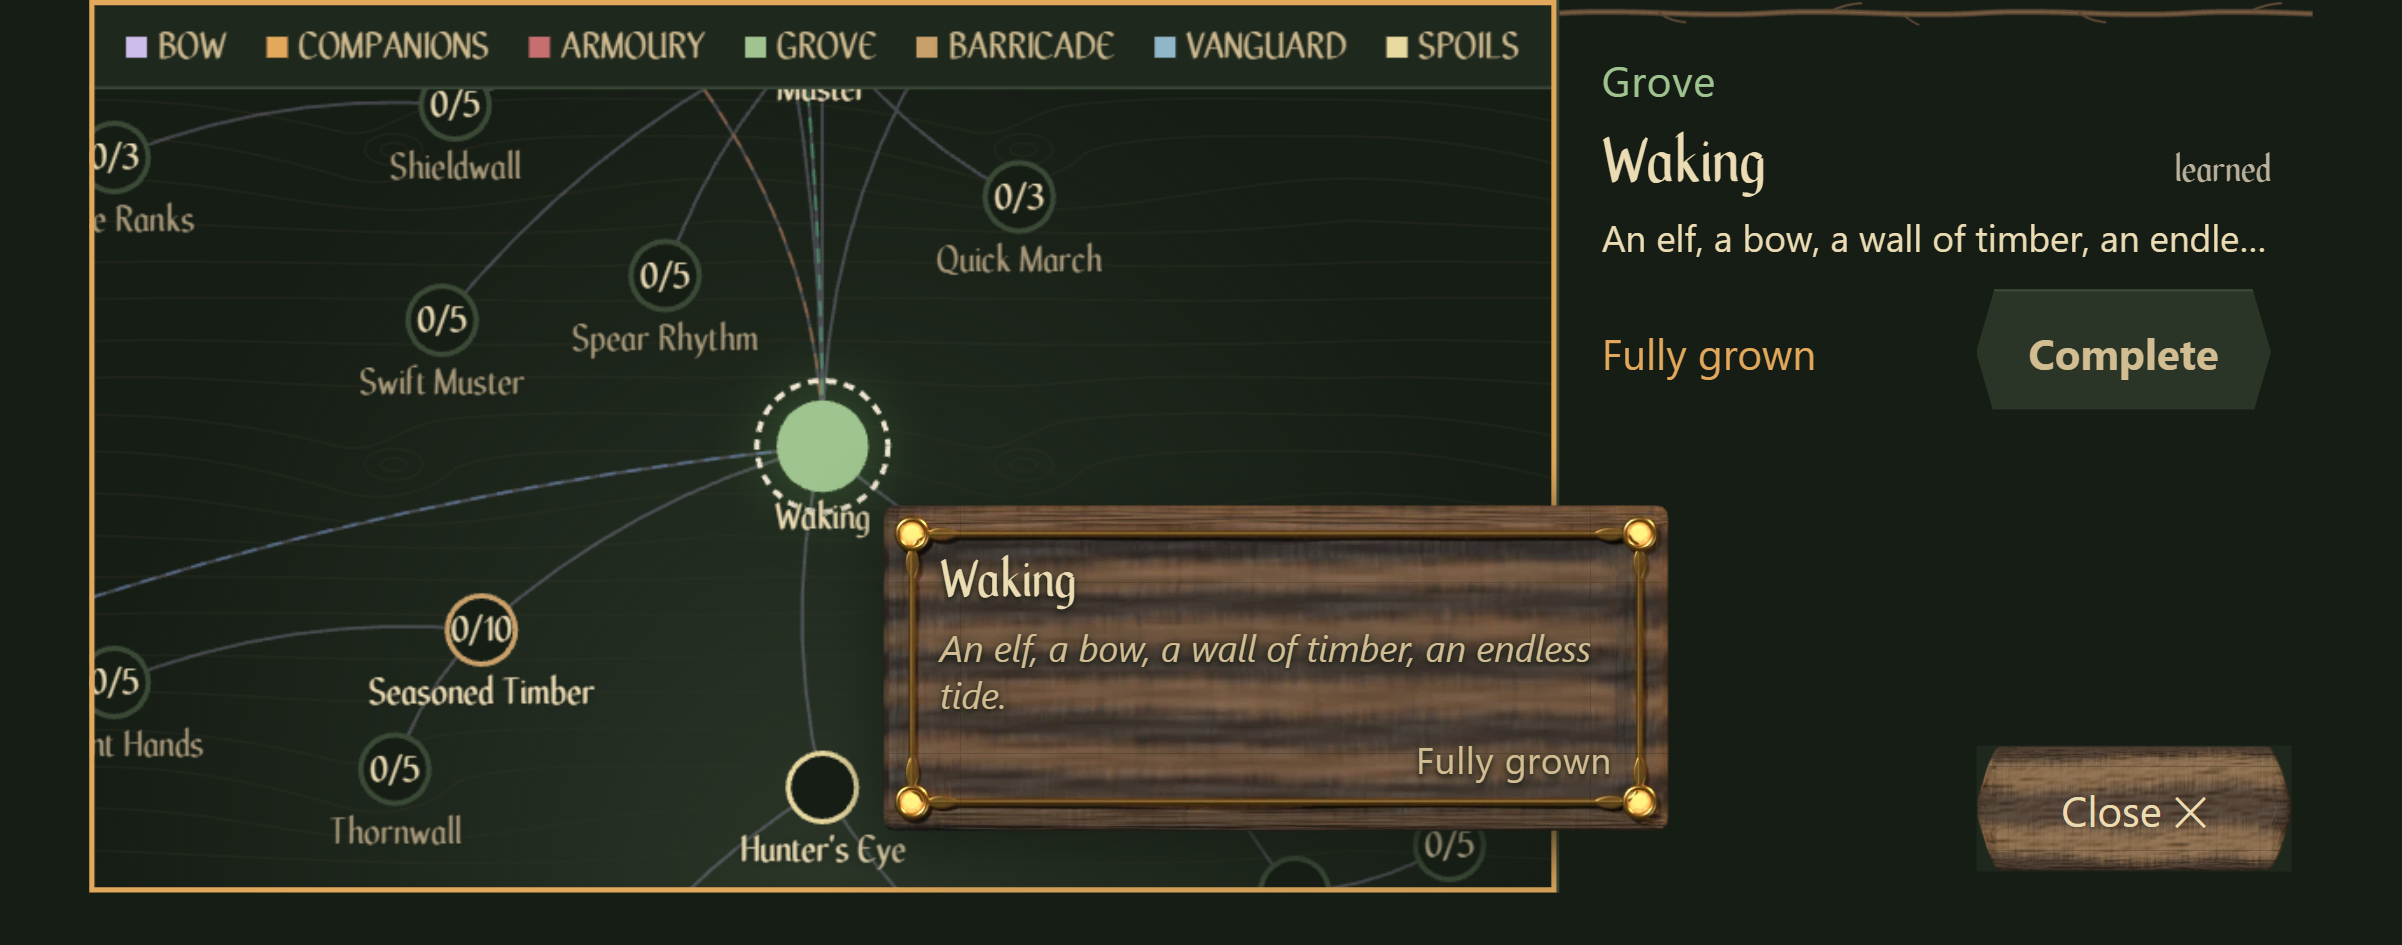 BOW COMPANIONS ARMOURY GROVE BARRICADE VANGUARD SPOILS
Muster
0/5
Shieldwall
0/3
e Ranks
0/3
Quick March
0/5
Spear Rhythm
0/5
Swift Muster
Waking
0/10
Seasoned Timber
0/5
nt Hands
0/5
Thornwall
Hunter's Eye
0/5
Waking
An elf, a bow, a wall of timber, an endless
tide.
Fully grown
Grove
Waking
learned
An elf, a bow, a wall of timber, an endle...
Fully grown
Complete
Close ×